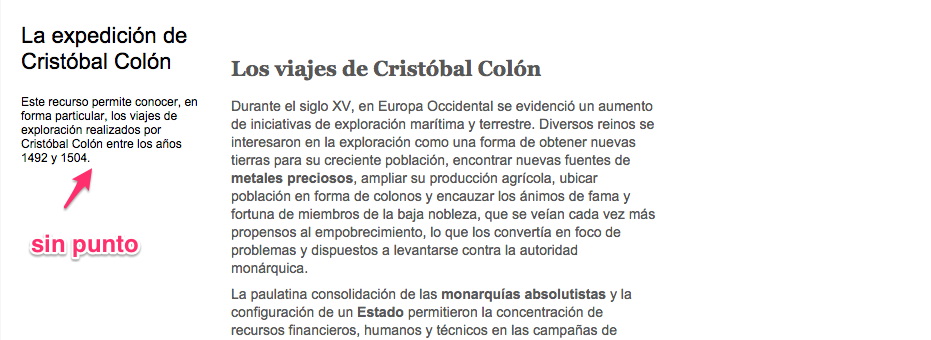 La expedición de
Cristóbal Colón
Este recurso permite conocer, en
forma particular, los viajes de
exploración realizados por
Cristóbal Colón entre los años
1492 y 1504.
sin punto
Los viajes de Cristóbal Colón
Durante el siglo XV, en Europa Occidental se evidenció un aumento
de iniciativas de exploración marítima y terrestre. Diversos reinos se
interesaron en la exploración como una forma de obtener nuevas
tierras para su creciente población, encontrar nuevas fuentes de
metales preciosos, ampliar su producción agrícola, ubicar
población en forma de colonos y encauzar los ánimos de fama y
fortuna de miembros de la baja nobleza, que se veían cada vez más
propensos al empobrecimiento, lo que los convertía en foco de
problemas y dispuestos a levantarse contra la autoridad
monárquica.
La paulatina consolidación de las monarquías absolutistas y la
configuración de un Estado permitieron la concentración de
recursos financieros, humanos y técnicos en las campañas de